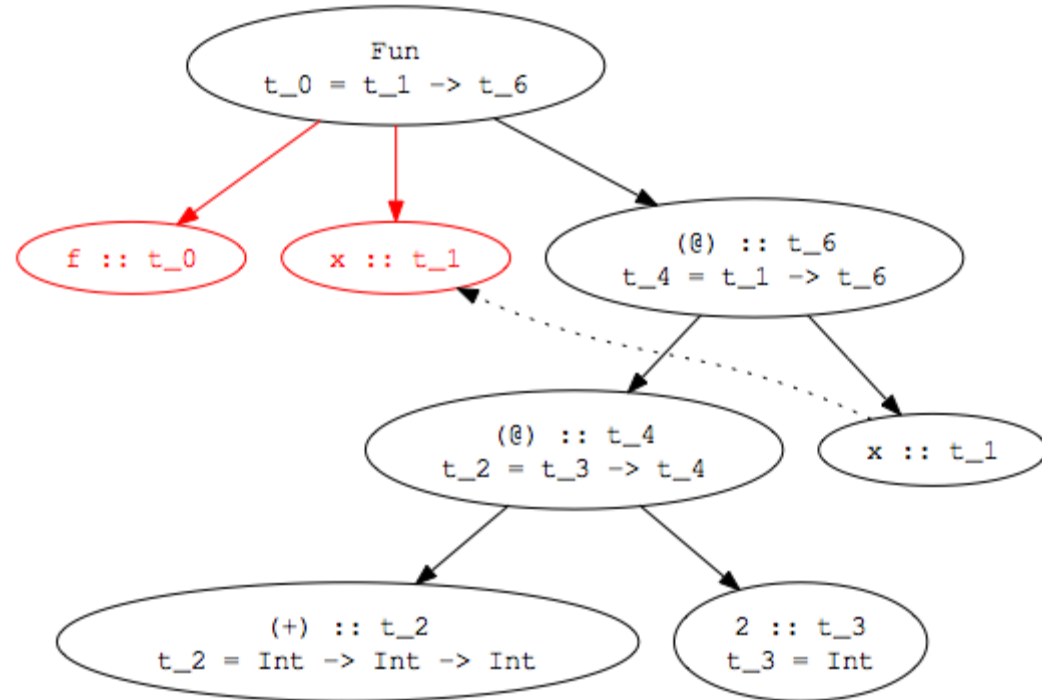 Fun
t_0 = t_1 -> t_6
f :: t_0
x :: t_1
(@) :: t_6
t_4 = t_1 -> t_6
(@) :: t_4
t_2 = t_3 -> t_4
x :: t_1
(+) :: t_2
t_2 = Int -> Int -> Int
2 :: t_3
t_3 = Int